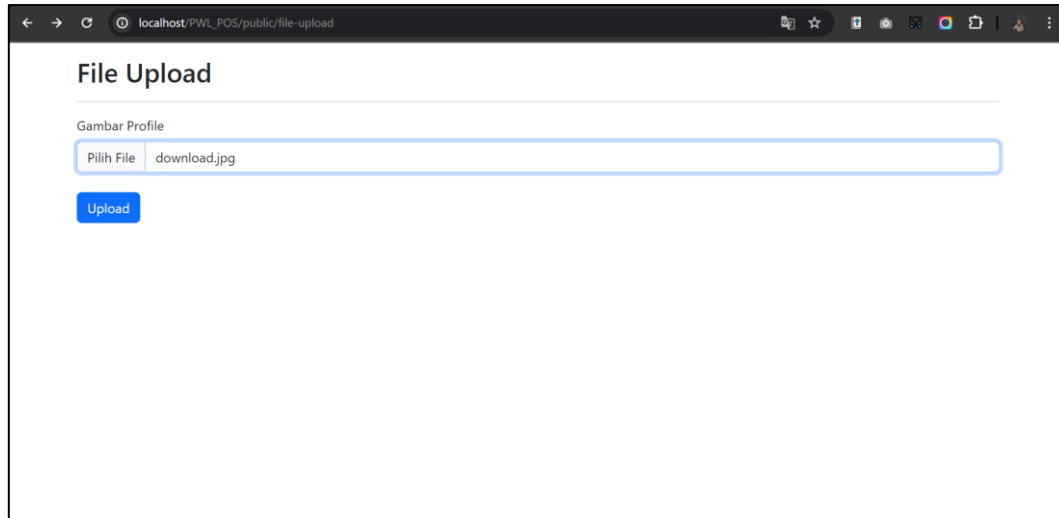 localhost/PWL_POS/public/file-upload
File Upload
Gambar Profile
Pilih File download.jpg
Upload